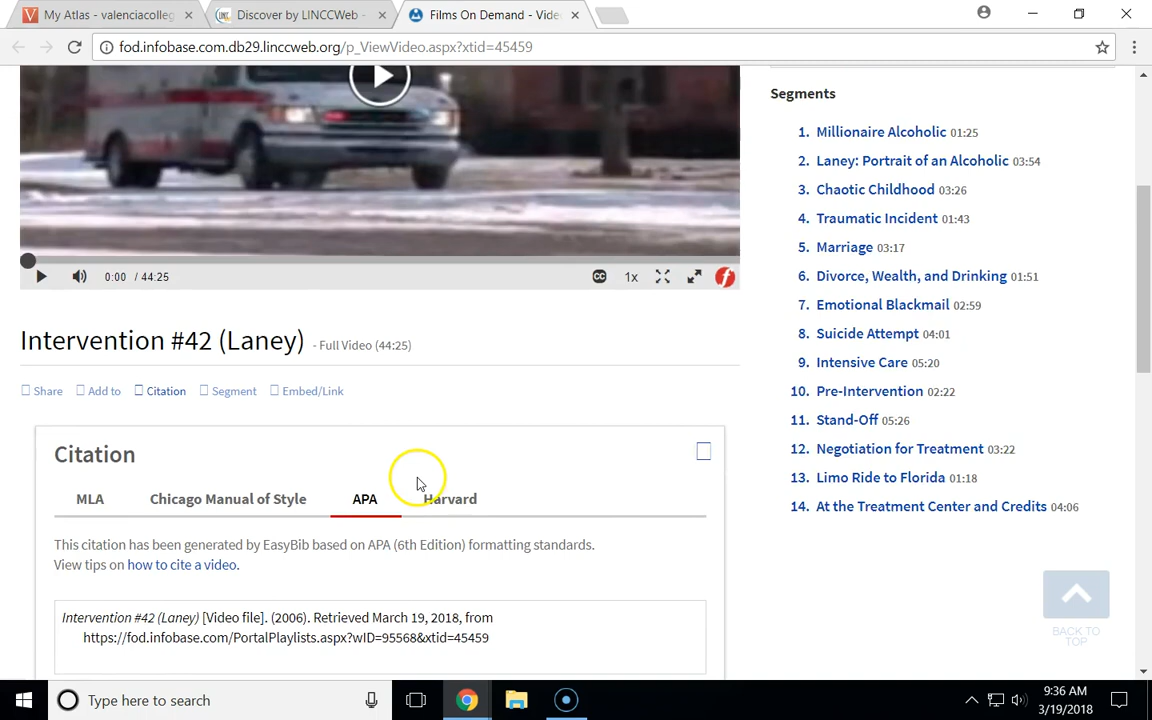 My Atlas - valenciacolleg
Discover by LINCCWeb -
Films On Demand - Vide
fod.infobase.com.db29.linccweb.org/p_ViewVideo.aspx?xtid=45459
0:00 / 44:25
CC
1x
Intervention #42 (Laney) - Full Video (44:25)
Share Add to Citation Segment Embed/Link
Citation
MLA Chicago Manual of Style APA Harvard
This citation has been generated by EasyBib based on APA (6th Edition) formatting standards.
View tips on how to cite a video.
Intervention #42 (Laney) [Video file]. (2006). Retrieved March 19, 2018, from
https://fod.infobase.com/PortalPlaylists.aspx?wID=95568&xtid=45459
Segments
1. Millionaire Alcoholic 01:25
2. Laney: Portrait of an Alcoholic 03:54
3. Chaotic Childhood 03:26
4. Traumatic Incident 01:43
5. Marriage 03:17
6. Divorce, Wealth, and Drinking 01:51
7. Emotional Blackmail 02:59
8. Suicide Attempt 04:01
9. Intensive Care 05:20
10. Pre-Intervention 02:22
11. Stand-Off 05:26
12. Negotiation for Treatment 03:22
13. Limo Ride to Florida 01:18
14. At the Treatment Center and Credits 04:06
BACK TO
TOP
Type here to search
9:36 AM
3/19/2018